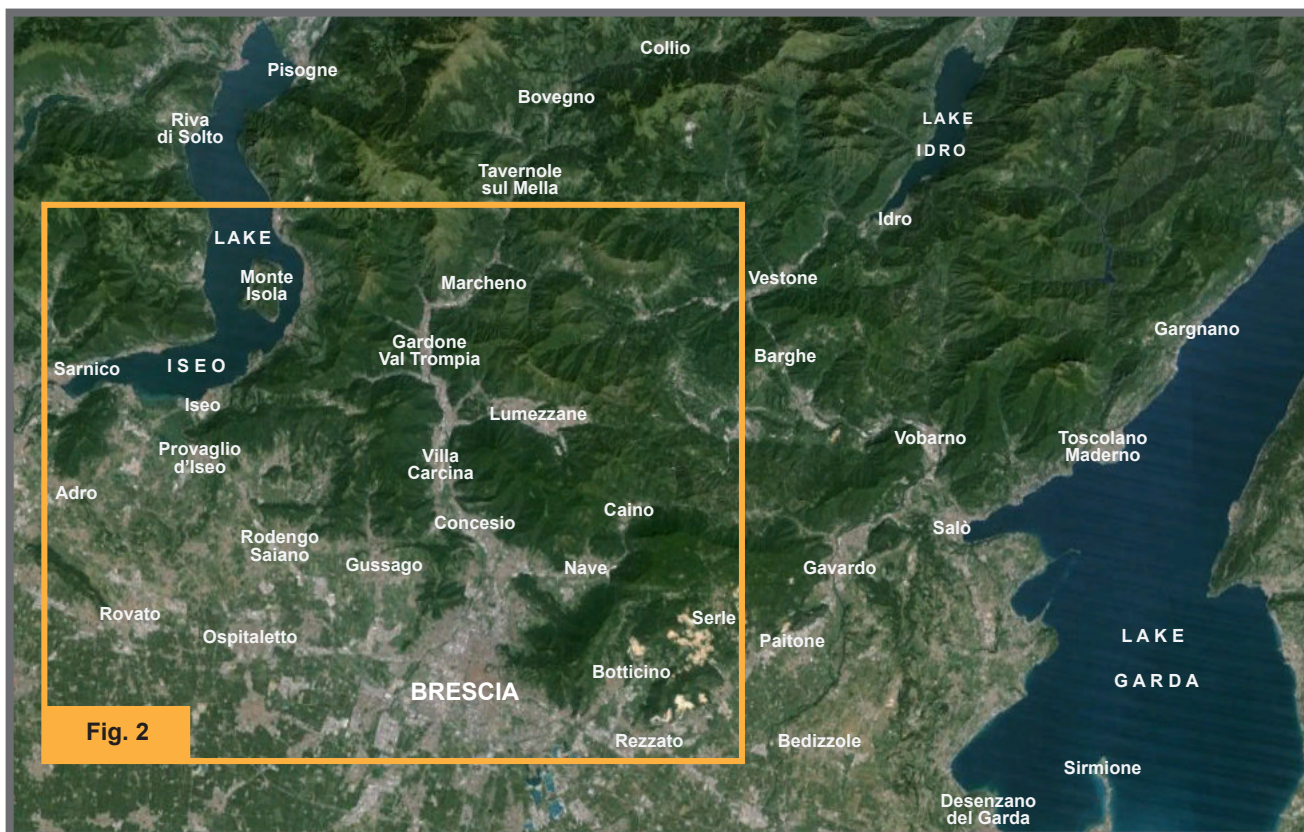 Collio
Pisogne
Bovegno
Riva
di Solto
LAKE
IDRO
Tavernole
sul Mella
Idro
LAKE
Monte
Isola
Marcheno
Vestone
Gargnano
Gardone
Val Trompia
Barghe
Sarnico
ISEO
Iseo
Lumezzane
Provaglio
d'Iseo
Villa
Carcina
Vobarno
Toscolano
Maderno
Adro
Caino
Concesio
Salò
Rodengo
Saiano
Gussago
Nave
Gavardo
Rovato
Serle
Ospitaletto
Paitone
LAKE
GARDA
Botticino
BRESCIA
Fig. 2
Rezzato
Bedizzole
Sirmione
Desenzano
del Garda